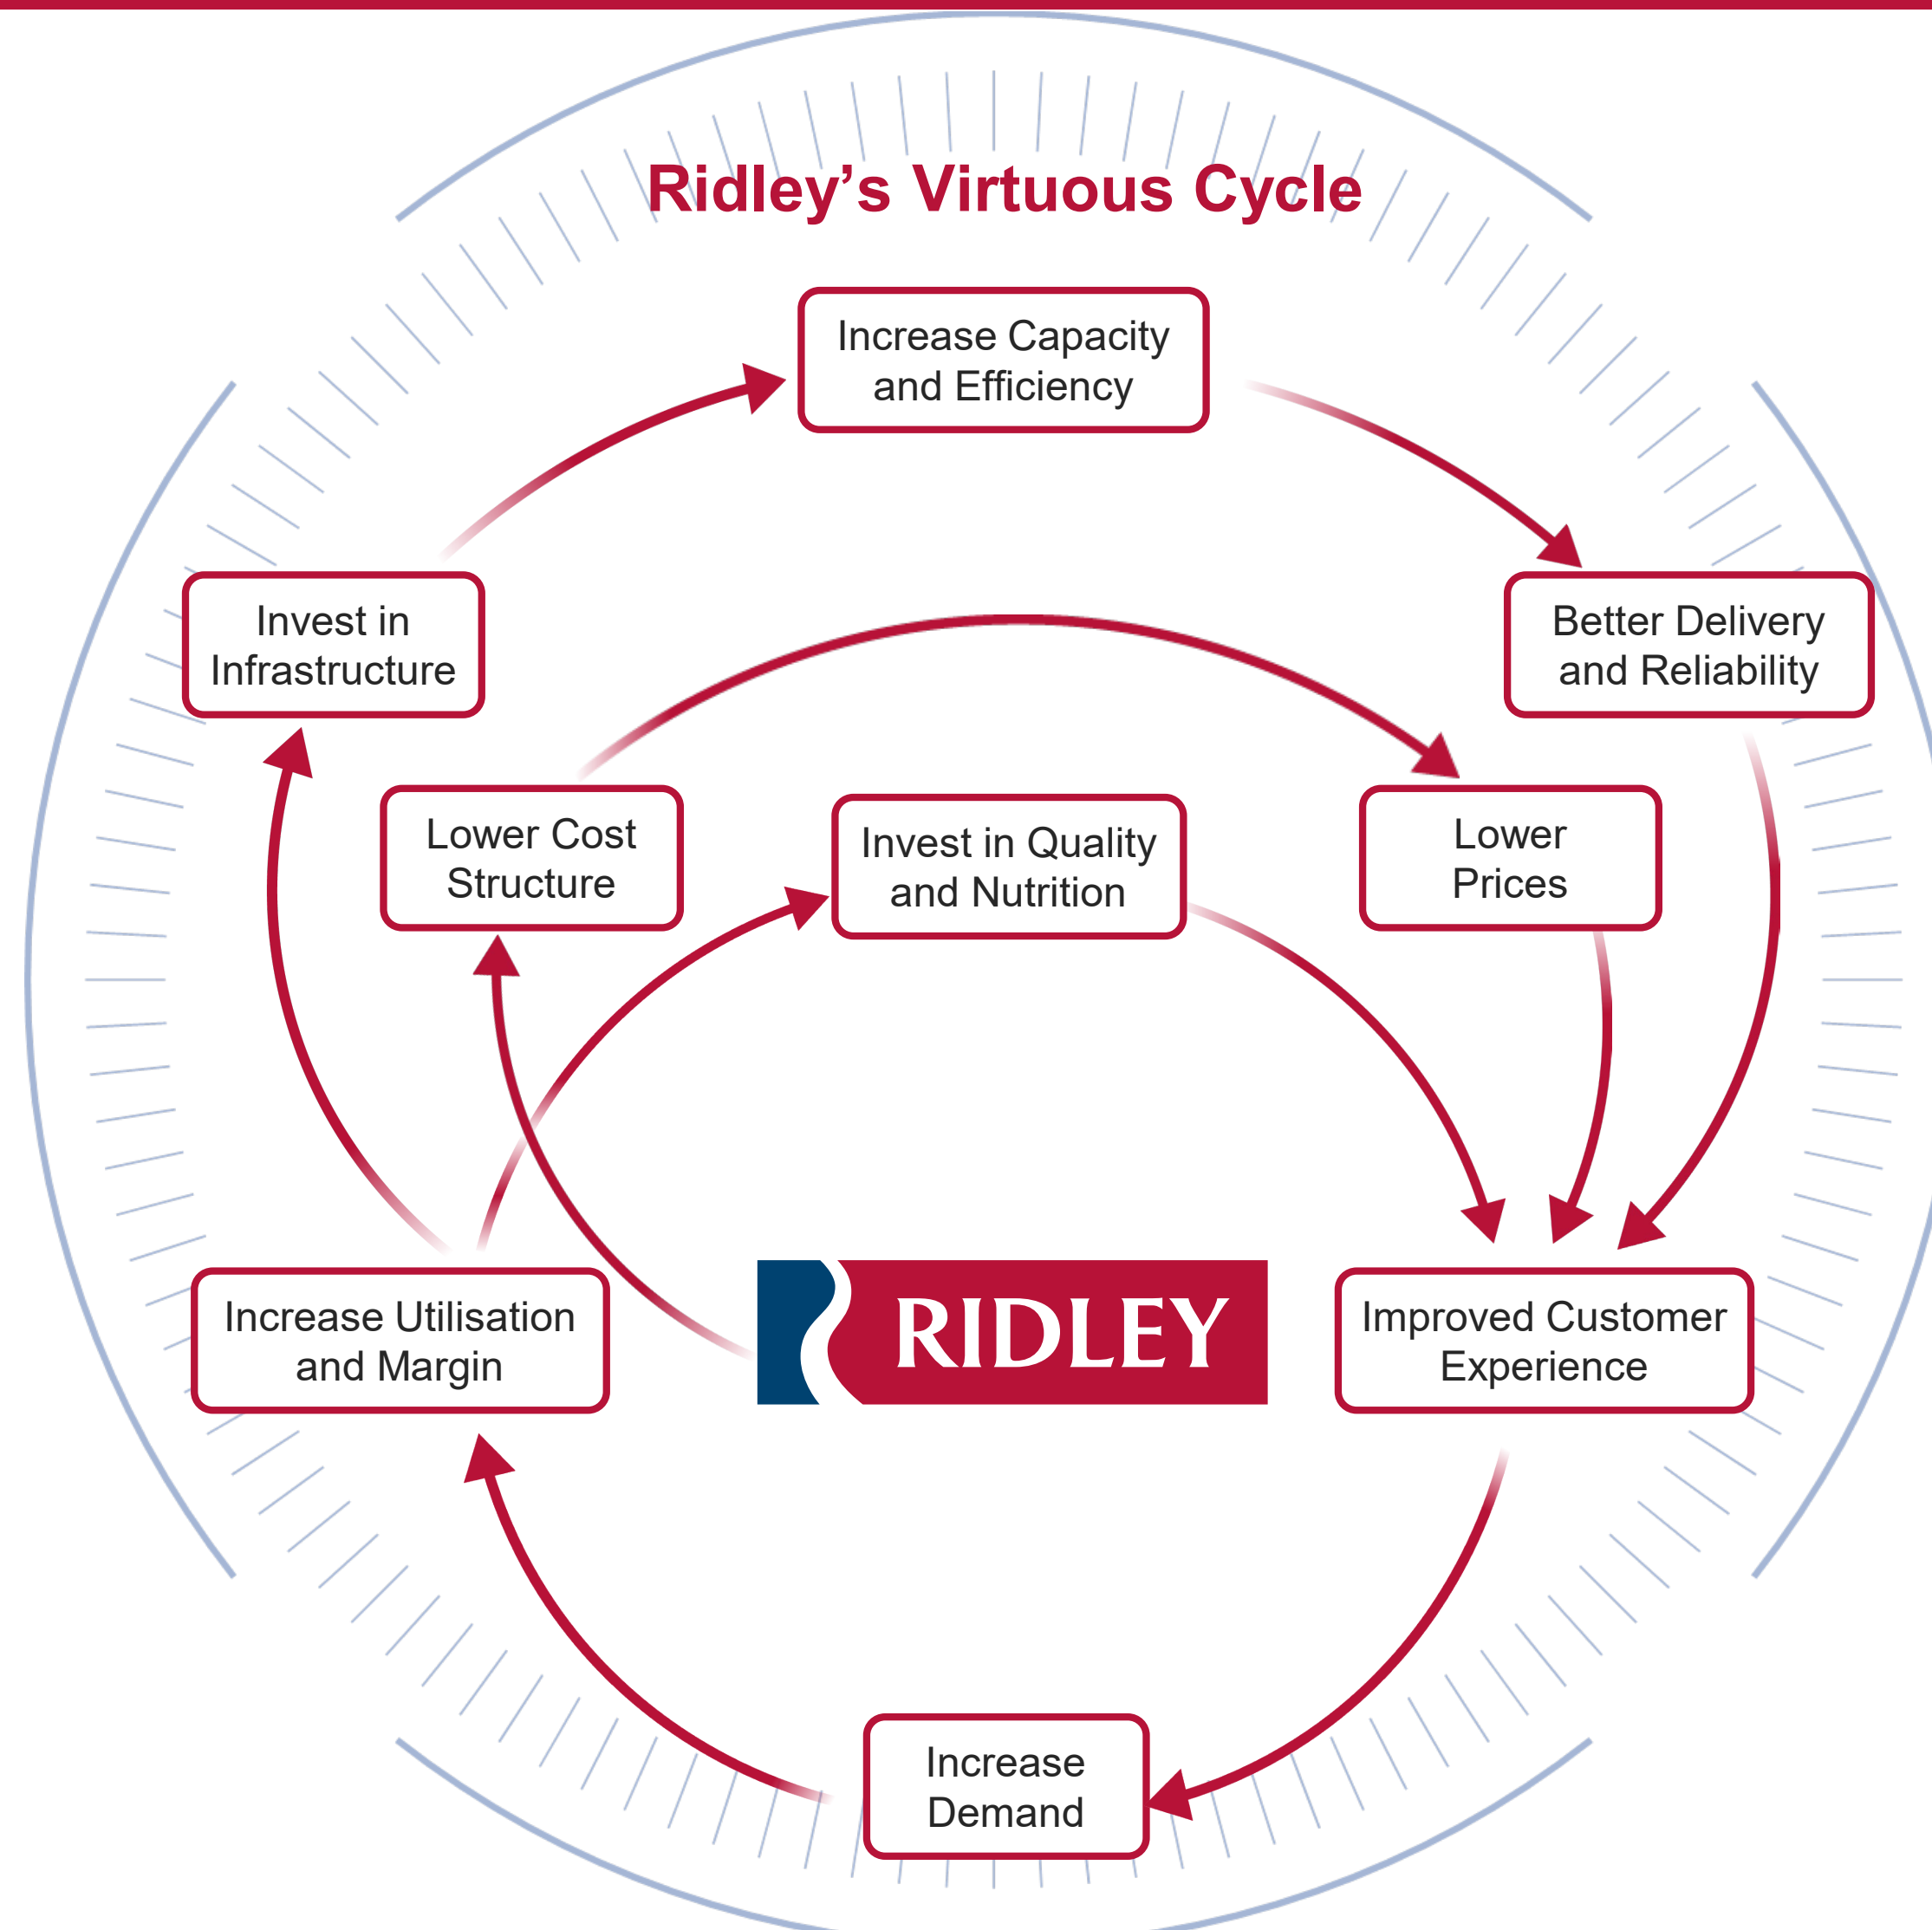 Ridley’s Virtuous Cycle
Increase Capacity
and Efficiency
Invest in
Infrastructure
Better Delivery
and Reliability
Lower Cost
Structure
Invest in Quality
and Nutrition
Lower
Prices
Increase Utilisation
and Margin
RIDLEY
Improved Customer
Experience
Increase
Demand